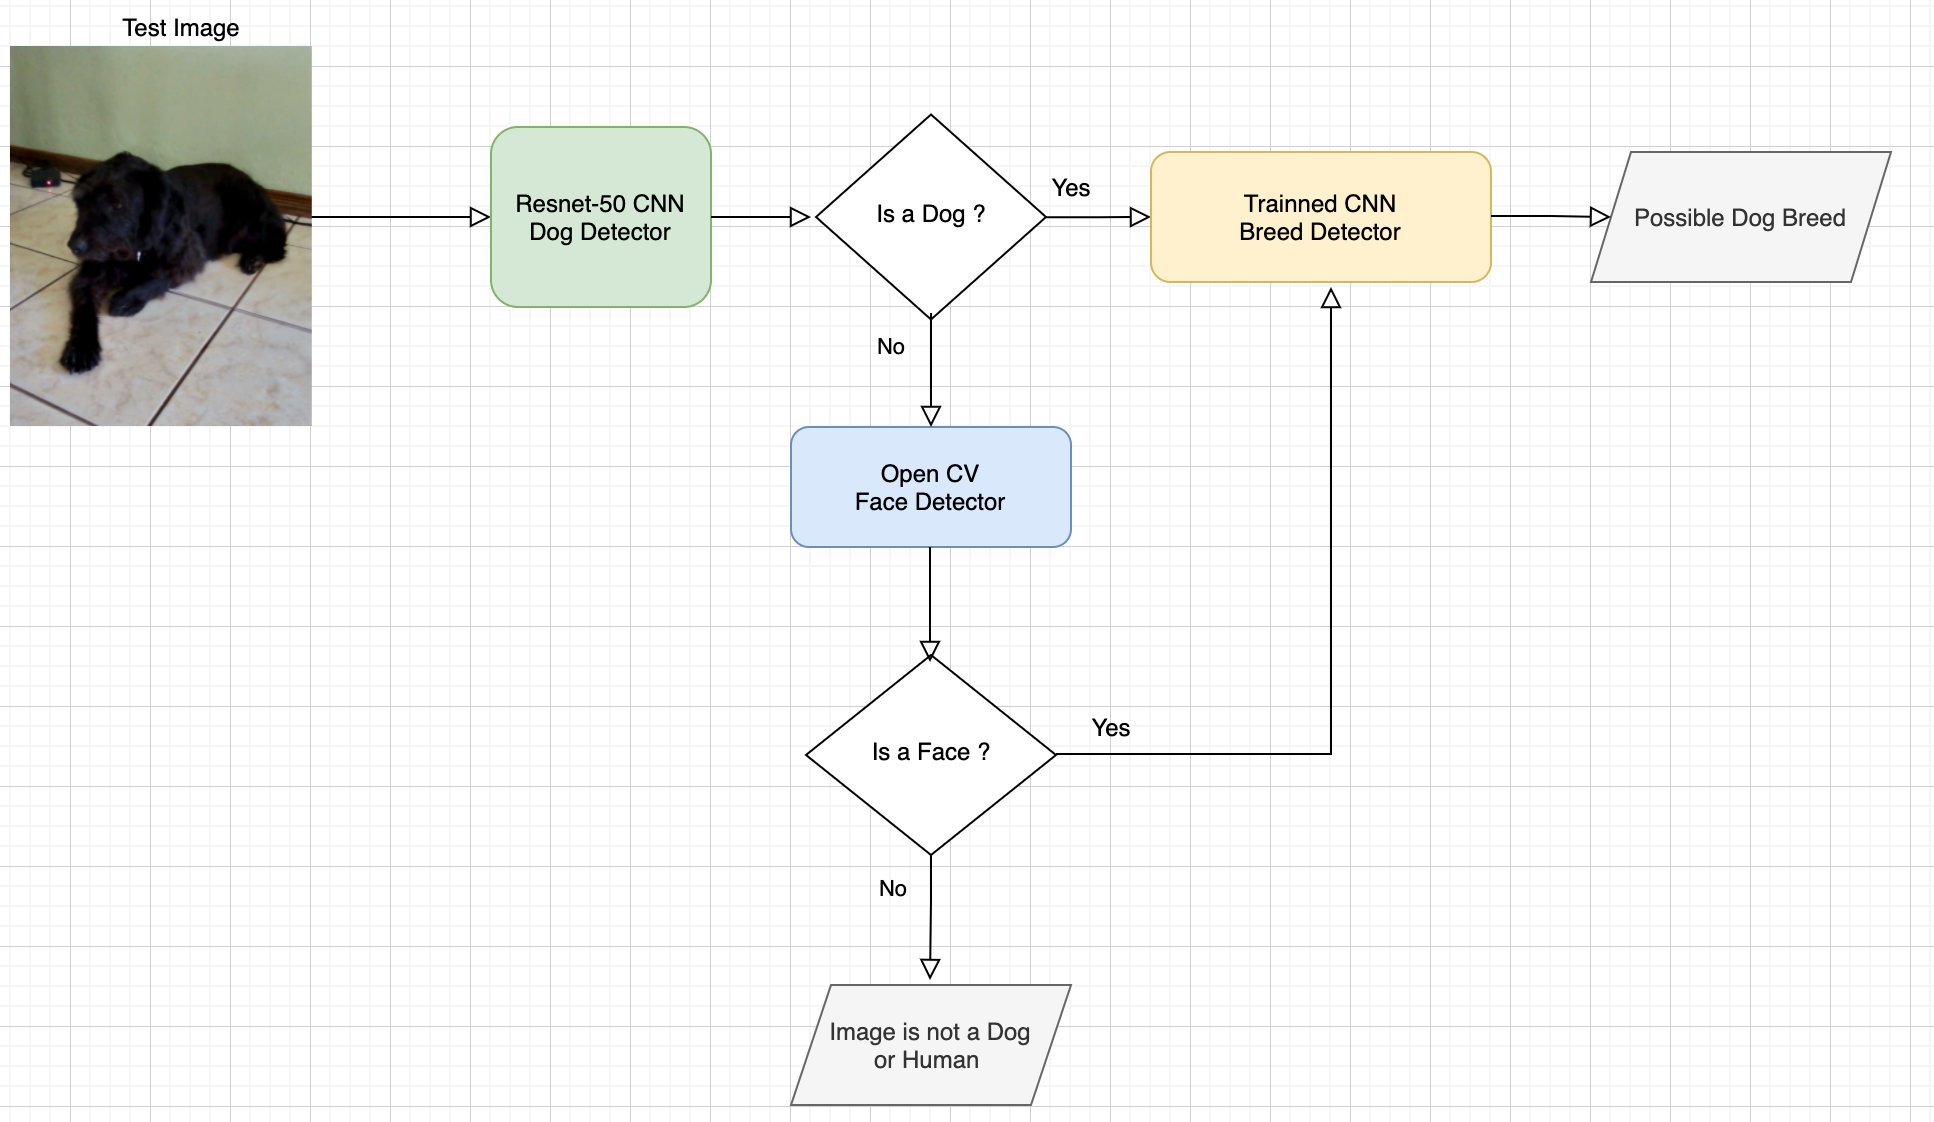 Test Image
Resnet-50 CNN
Dog Detector
Is a Dog ?
Yes
Trainned CNN
Breed Detector
Possible Dog Breed
No
Open CV
Face Detector
Is a Face ?
Yes
No
Image is not a Dog
or Human